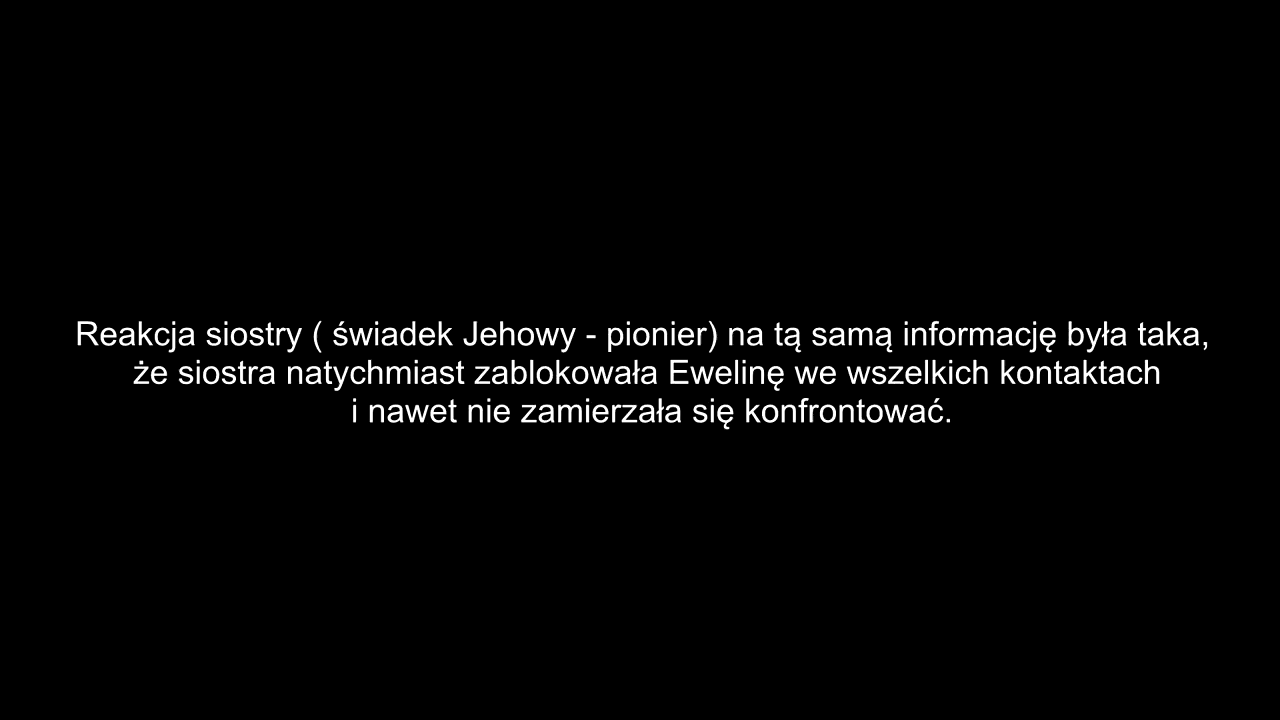 Reakcja siostry ( świadek Jehowy - pionier) na tą samą informację była taka,
że siostra natychmiast zablokowała Ewelinę we wszelkich kontaktach
i nawet nie zamierzała się konfrontować.